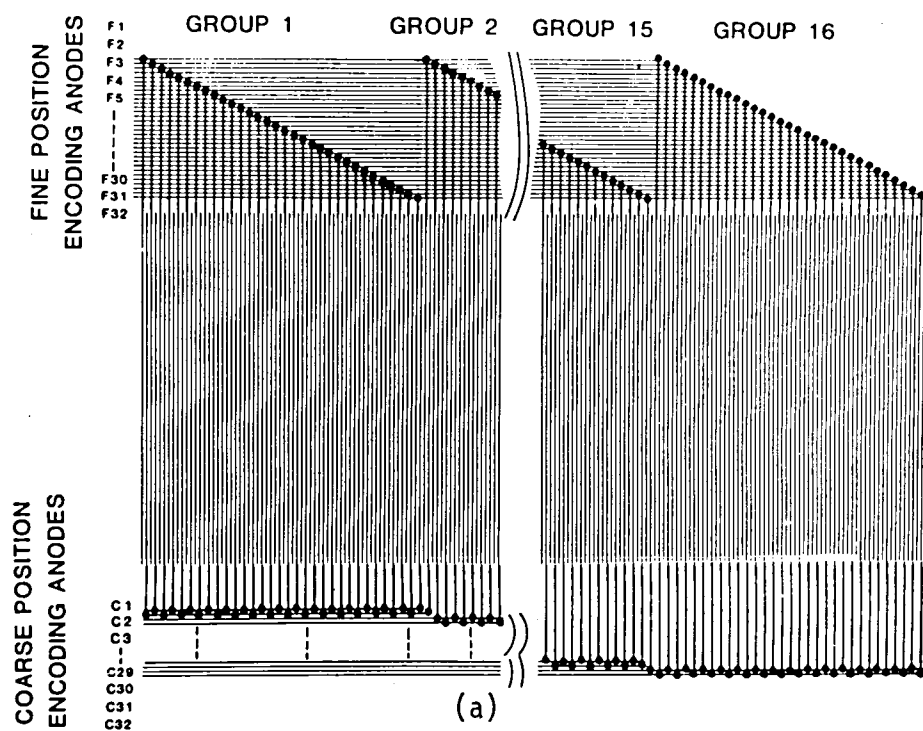 GROUP 1 GROUP 2 GROUP 15 GROUP 16
FINE POSITION
ENCODING ANODES
F1
F2
F3
F4
F5
F30
F31
F32
COARSE POSITION
ENCODING ANODES
C1
C2
C3
C29
C30
C31
C32
(a)